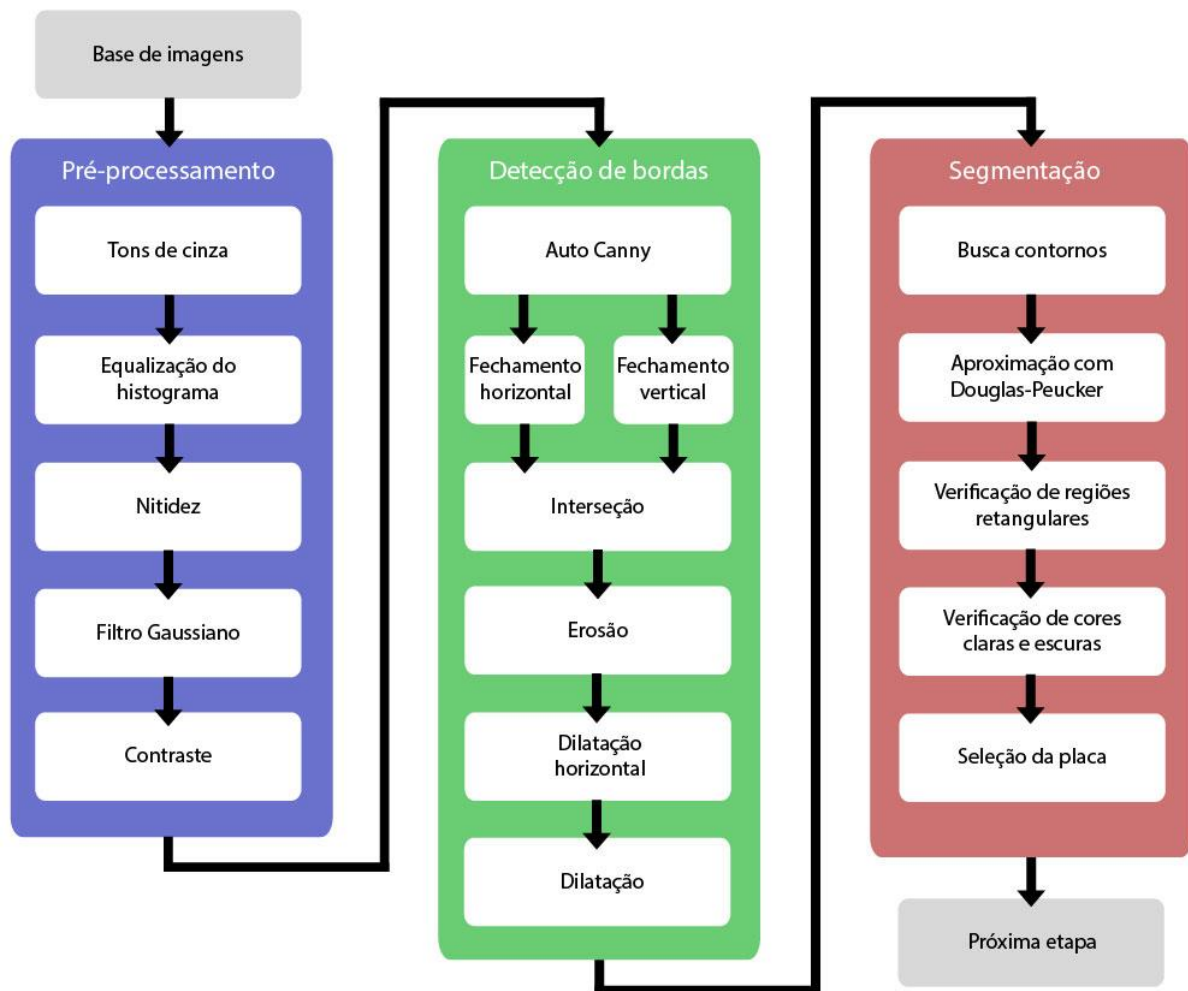 Base de imagens
Pré-processamento
Tons de cinza
Equalização do
histograma
Nitidez
Filtro Gaussiano
Contraste
Detecção de bordas
Auto Canny
Fechamento
horizontal
Fechamento
vertical
Interseção
Erosão
Dilatação
horizontal
Dilatação
Segmentação
Busca contornos
Aproximação com
Douglas-Peucker
Verificação de regiões
retangulares
Verificação de cores
claras e escuras
Seleção da placa
Próxima etapa